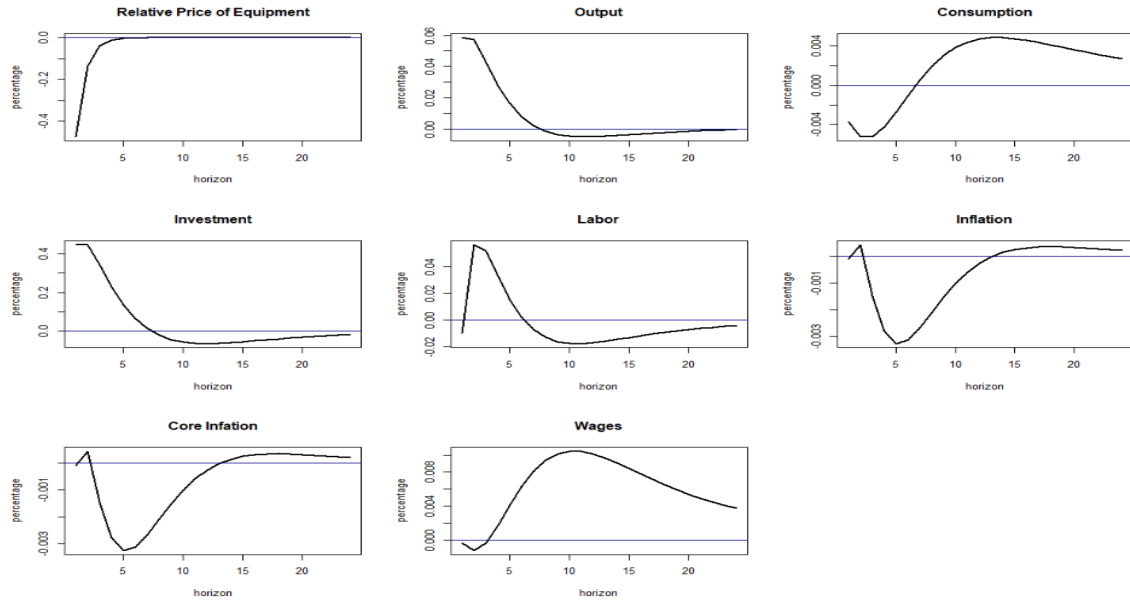 Relative Price of Equipment
percentage
0.0
-0.2
-0.4
5 10 15 20
horizon
Output
percentage
0.06
0.04
0.02
0.00
5 10 15 20
horizon
Consumption
percentage
0.004
0.000
-0.004
5 10 15 20
horizon
Investment
percentage
0.4
0.2
0.0
5 10 15 20
horizon
Labor
percentage
0.04
0.02
0.00
-0.02
5 10 15 20
horizon
Inflation
percentage
-0.001
-0.003
5 10 15 20
horizon
Core Infation
percentage
-0.001
-0.003
5 10 15 20
horizon
Wages
percentage
0.008
0.004
0.000
5 10 15 20
horizon